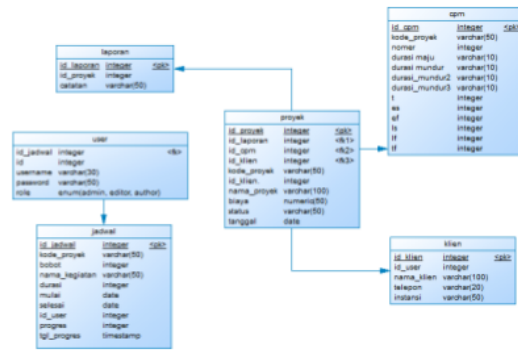 laporan
id_laporan integer <pk>
id_proyek integer
catatan varchar(50)
user
id_jadwal integer <fk>
id integer
username varchar(30)
password varchar(50)
role enum(admin, editor, author)
jadwal
id_jadwal integer <pk>
kode_proyek varchar(50)
bobot integer
nama_kegiatan varchar(50)
durasi integer
mulai date
selesai date
id_user integer
progres integer
tgl_progres timestamp
proyek
id_proyek integer <pk>
id_laporan integer <fk1>
id_cpm integer <fk2>
id_klien integer <fk3>
kode_proyek varchar(50)
id_klien. integer
nama_proyek varchar(100)
biaya numeric(50)
status varchar(50)
tanggal date
cpm
id_cpm integer <pk>
kode_proyek varchar(50)
nomer integer
durasi maju varchar(10)
durasi mundur varchar(10)
durasi_mundur2 varchar(10)
durasi_mundur3 varchar(10)
t integer
es integer
ef integer
ls integer
lf integer
tf integer
klien
id_klien integer <pk>
id_user integer
nama_klien varchar(100)
telepon varchar(20)
instansi varchar(50)